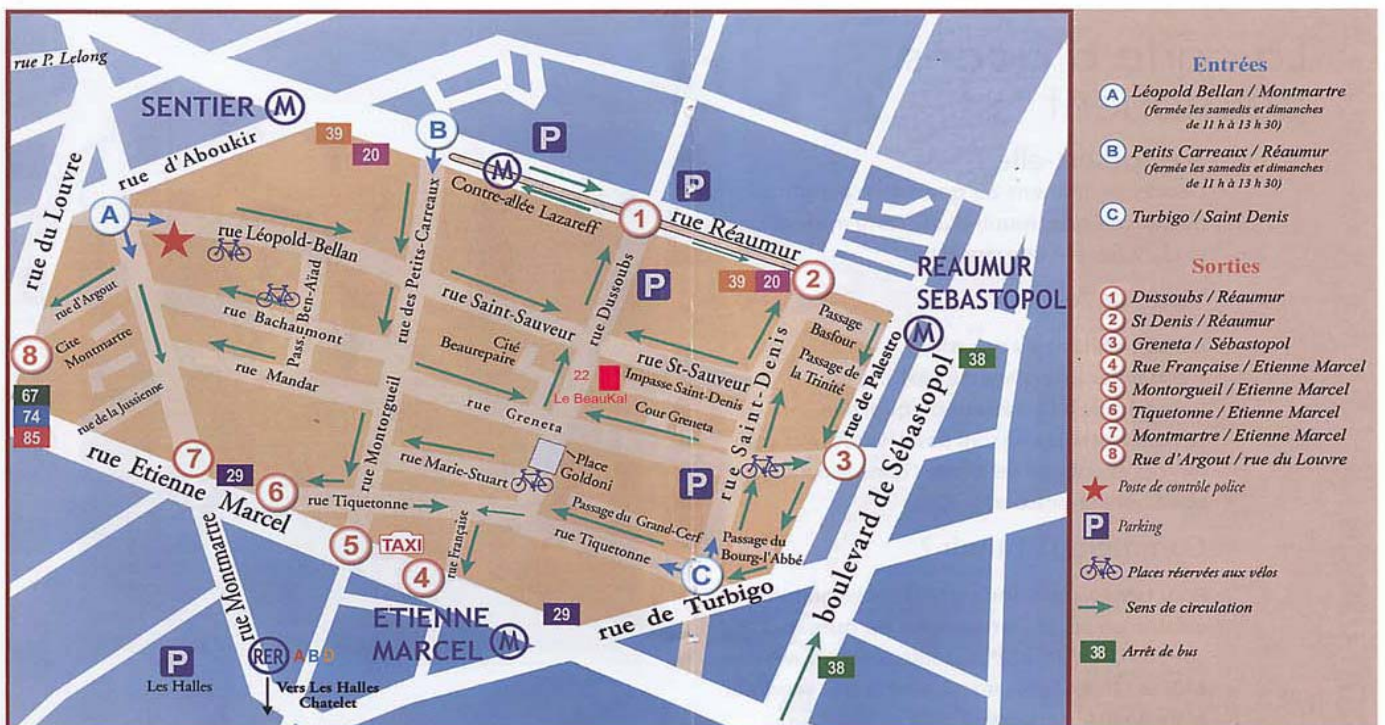 rue P. Lelong
SENTIER M
rue du Louvre
rue d'Aboukir
39
20
B
P
M
Contre-allée Lazareff
P
rue Réaumur
1
A
rue Léopold-Bellan
rue des Petits-Carreaux
rue Dussoubs
P
39 20
2
REAUMUR
SEBASTOPOL
M
38
rue d'Argout
Pass. Ben-Aïad
rue Saint-Sauveur
Passage
Basfour
8
Cité
Montmartre
rue Bachaumont
Cité
Beaurepaire
rue St-Sauveur
Passage de
la Trinité
rue de Palestro
67
74
85
rue Mandar
22
Le BeauKal
Impasse Saint-Denis
rue de la Jussienne
rue Greneta
Cour Greneta
rue Saint-Denis
boulevard de Sébastopol
rue Montorgueil
3
7
29
6
rue Etienne Marcel
rue Marie-Stuart
Place
Goldoni
P
rue Tiquetonne
Passage du Grand-Cerf
5
TAXI
rue Française
rue Tiquetonne
Passage du
Bourg-l'Abbé
4
C
rue Montmartre
ETIENNE
MARCEL M
29
rue de Turbigo
P
Les Halles
RER A B D
Vers Les Halles
Chatelet
38
Entrées
A Léopold Bellan / Montmartre
(fermée les samedis et dimanches
de 11 h à 13 h 30)
B Petits Carreaux / Réaumur
(fermée les samedis et dimanches
de 11 h à 13 h 30)
C Turbigo / Saint Denis
Sorties
1 Dussoubs / Réaumur
2 St Denis / Réaumur
3 Greneta / Sébastopol
4 Rue Française / Etienne Marcel
5 Montorgueil / Etienne Marcel
6 Tiquetonne / Etienne Marcel
7 Montmartre / Etienne Marcel
8 Rue d'Argout / rue du Louvre
Poste de contrôle police
P Parking
Places réservées aux vélos
Sens de circulation
38 Arrêt de bus